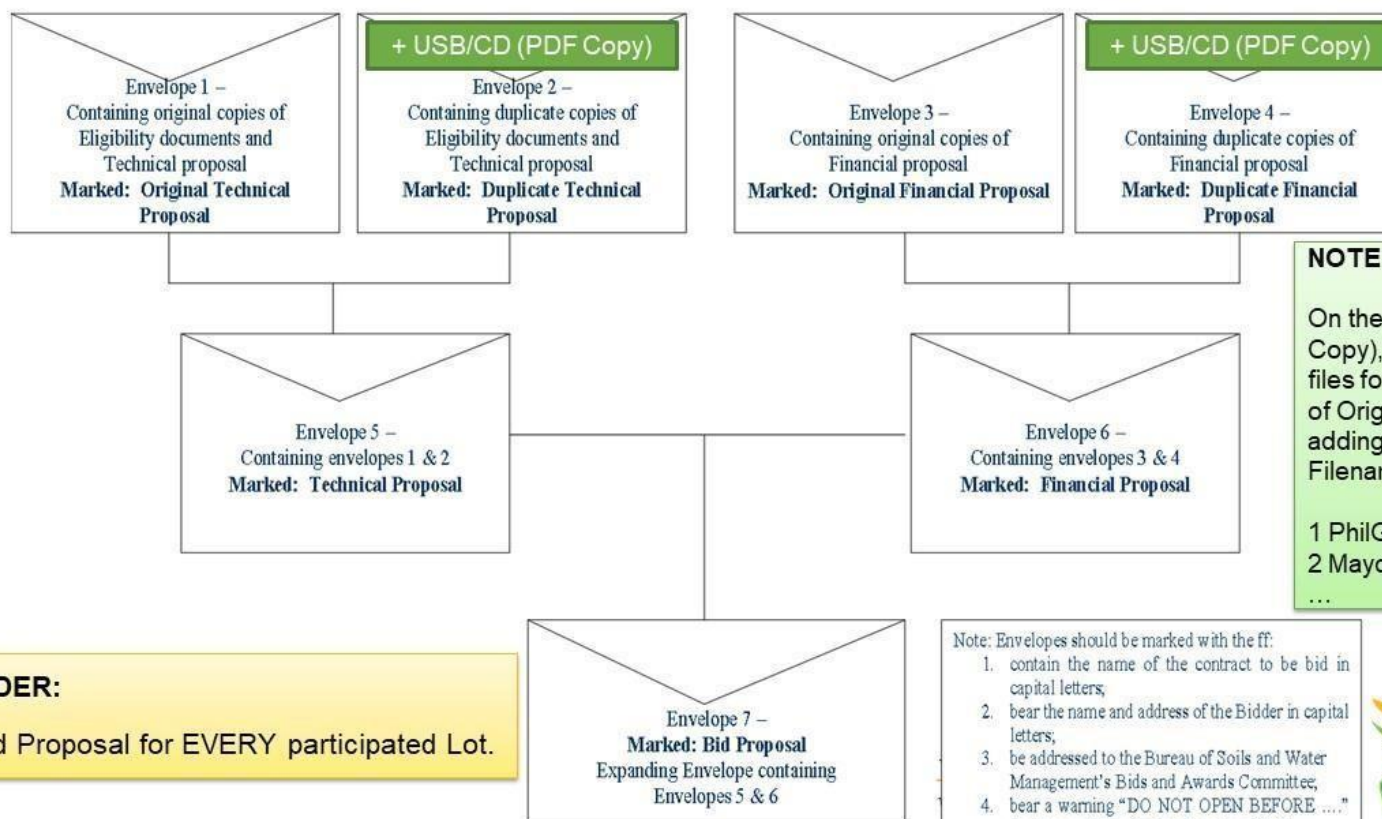 + USB/CD (PDF Copy)
Envelope 1 –
Containing original copies of
Eligibility documents and
Technical proposal
Marked: Original Technical
Proposal
Envelope 2 –
Containing duplicate copies of
Eligibility documents and
Technical proposal
Marked: Duplicate Technical
Proposal
Envelope 3 –
Containing original copies of
Financial proposal
Marked: Original Financial Proposal
+ USB/CD (PDF Copy)
Envelope 4 –
Containing duplicate copies of
Financial proposal
Marked: Duplicate Financial
Proposal
NOTE
On the
Copy),
files fo
of Orig
adding
Filenar
1 PhilG
2 Mayo
...
Envelope 5 –
Containing envelopes 1 & 2
Marked: Technical Proposal
Envelope 6 –
Containing envelopes 3 & 4
Marked: Financial Proposal
DER:
d Proposal for EVERY participated Lot.
Envelope 7 –
Marked: Bid Proposal
Expanding Envelope containing
Envelopes 5 & 6
Note: Envelopes should be marked with the ff:
1. contain the name of the contract to be bid in
capital letters;
2. bear the name and address of the Bidder in capital
letters;
3. be addressed to the Bureau of Soils and Water
Management's Bids and Awards Committee;
4. bear a warning "DO NOT OPEN BEFORE ...."